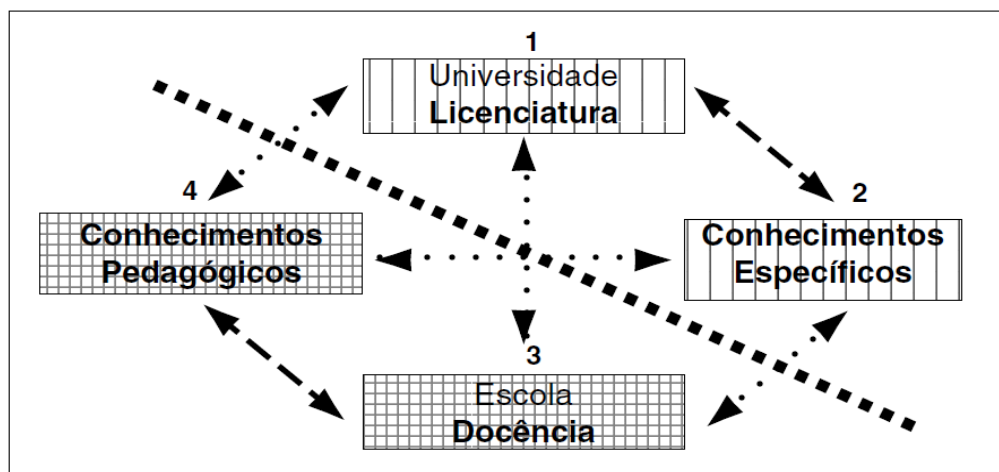 1
Universidade
Licenciatura
4
Conhecimentos
Pedagógicos
2
Conhecimentos
Específicos
3
Escola
Docência